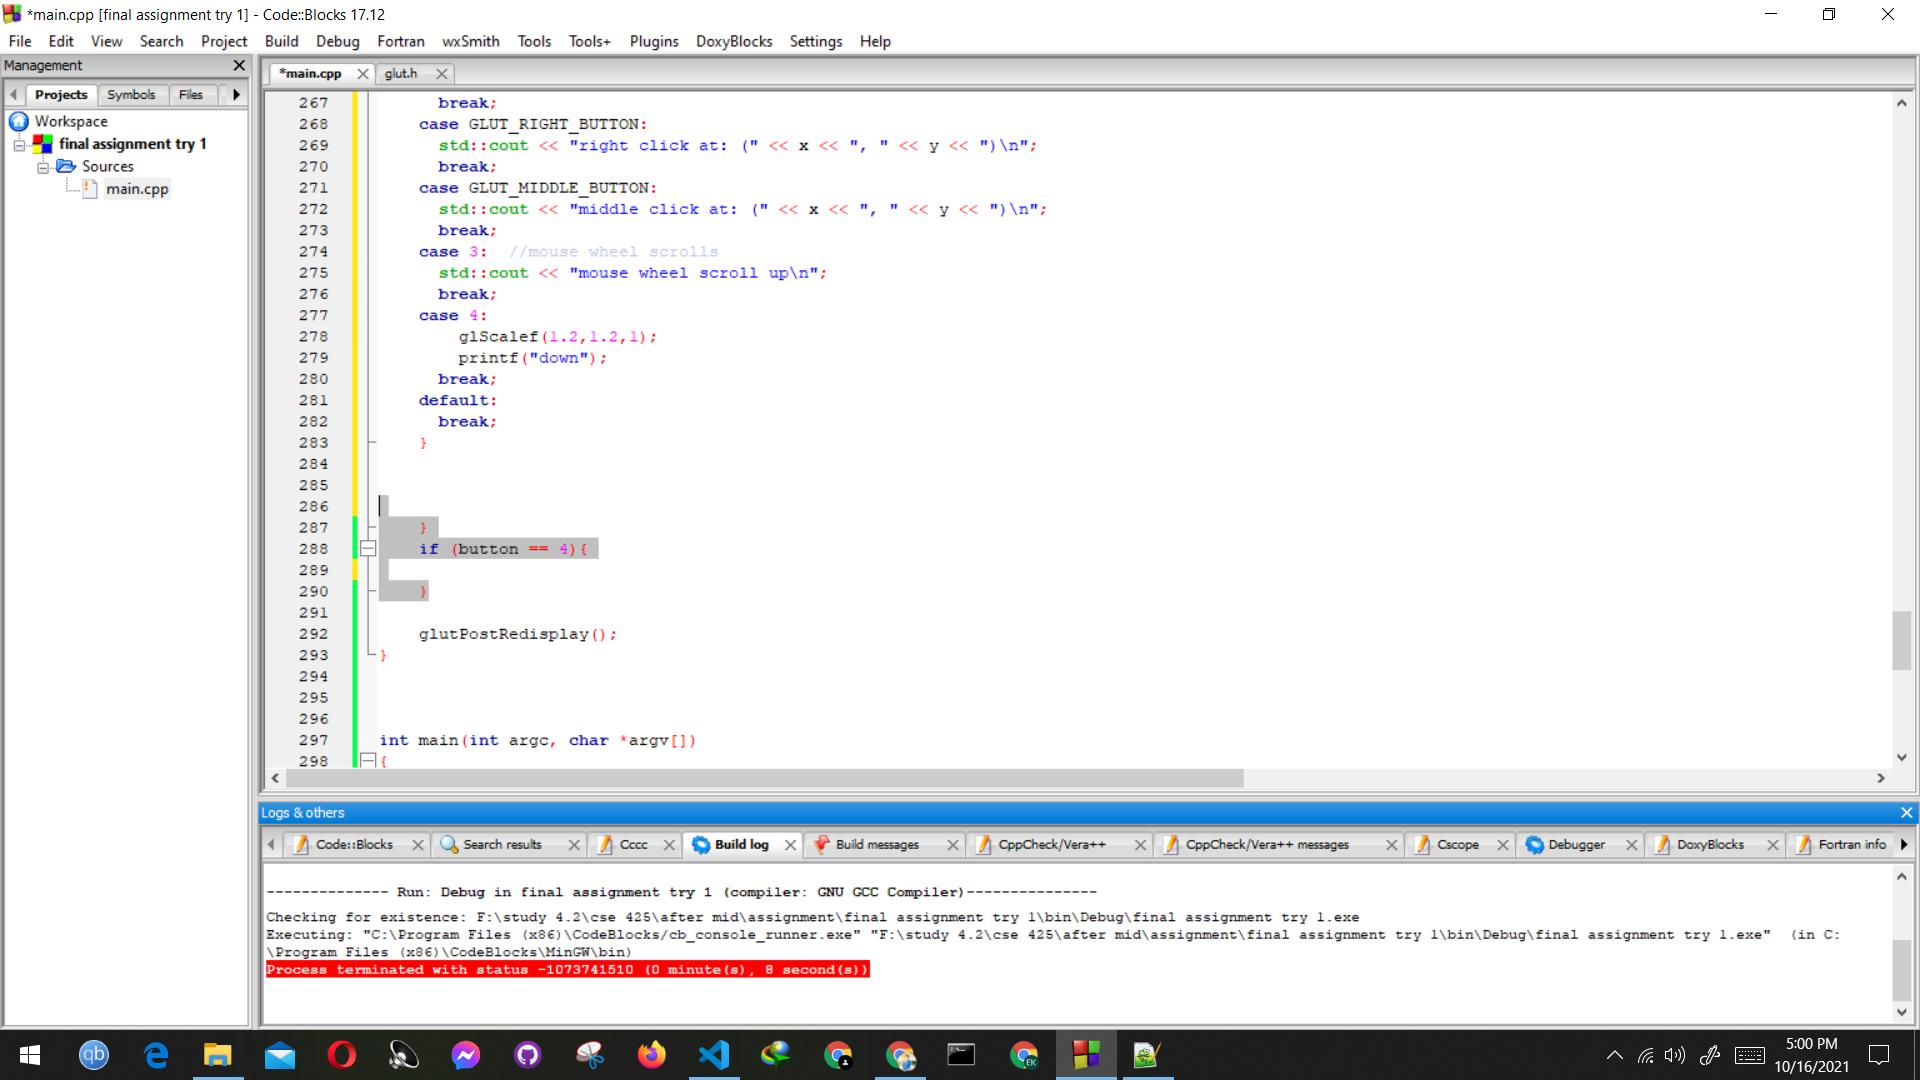 *main.cpp [final assignment try 1] - Code::Blocks 17.12
File Edit View Search Project Build Debug Fortran wxSmith Tools Tools+ Plugins DoxyBlocks Settings Help
Management
Projects Symbols Files
Workspace
final assignment try 1
Sources
main.cpp
*main.cpp glut.h
267 break;
268 case GLUT_RIGHT_BUTTON:
269 std::cout << "right click at: (" << x << ", " << y << ")\n";
270 break;
271 case GLUT_MIDDLE_BUTTON:
272 std::cout << "middle click at: (" << x << ", " << y << ")\n";
273 break;
274 case 3: //mouse wheel scrolls
275 std::cout << "mouse wheel scroll up\n";
276 break;
277 case 4:
278 glScalef(1.2,1.2,1);
279 printf("down");
280 break;
281 default:
282 break;
283 }
284
285
286
287 }
288 if (button == 4){
289
290 }
291
292 glutPostRedisplay();
293 }
294
295
296
297 int main(int argc, char *argv[])
298 {
Logs & others
Code::Blocks Search results Cccc Build log Build messages CppCheck/Vera++ CppCheck/Vera++ messages Cscope Debugger DoxyBlocks Fortran info
-------------- Run: Debug in final assignment try 1 (compiler: GNU GCC Compiler)---------------
Checking for existence: F:\study 4.2\cse 425\after mid\assignment\final assignment try 1\bin\Debug\final assignment try 1.exe
Executing: "C:\Program Files (x86)\CodeBlocks/cb_console_runner.exe" "F:\study 4.2\cse 425\after mid\assignment\final assignment try 1\bin\Debug\final assignment try 1.exe" (in C:
\Program Files (x86)\CodeBlocks\MinGW\bin)
Process terminated with status -1073741510 (0 minute(s), 8 second(s))
qb
EK
5:00 PM
10/16/2021